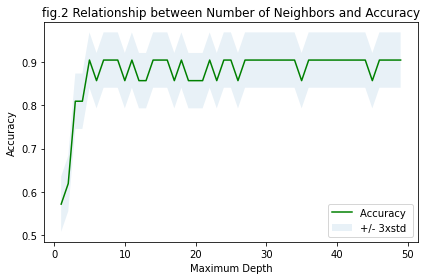 fig.2 Relationship between Number of Neighbors and Accuracy
Accuracy
0.9
0.8
0.7
0.6
0.5
0
10
20
30
40
50
Maximum Depth
Accuracy
+/- 3xstd